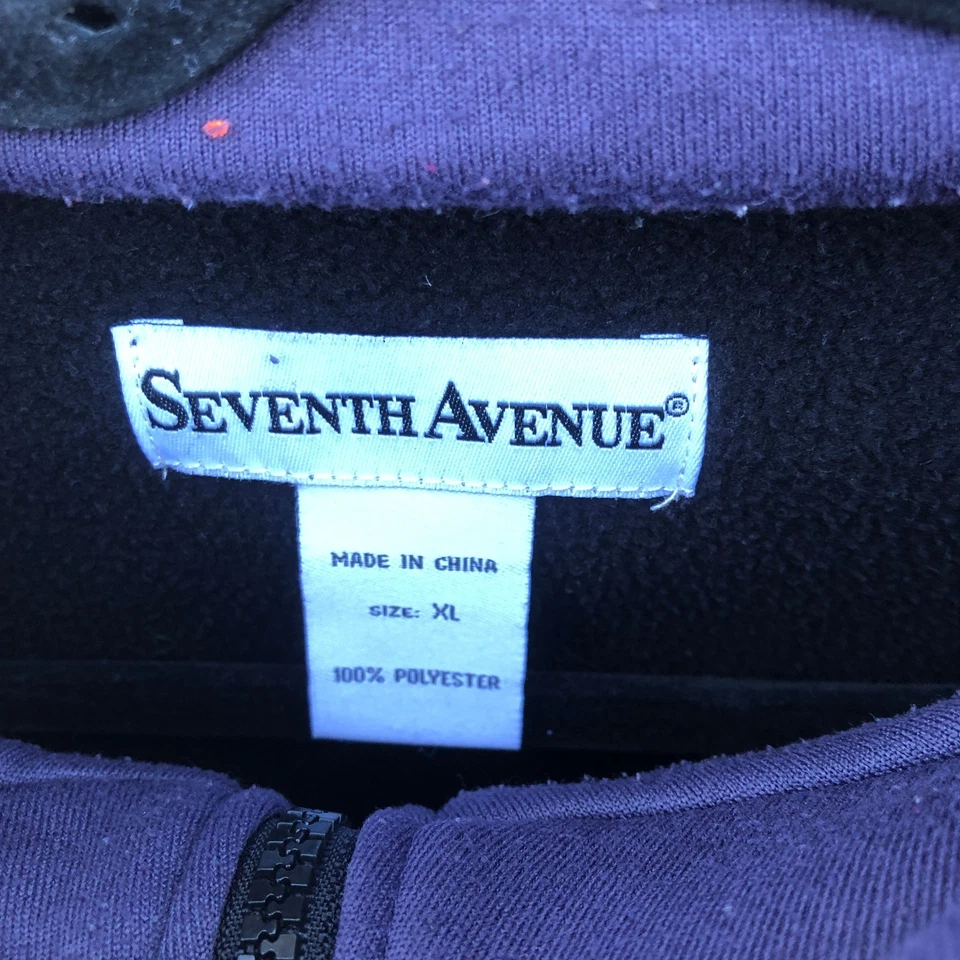 SEVENTH AVENUE®
MADE IN CHINA
SIZE: XL
100% POLYESTER